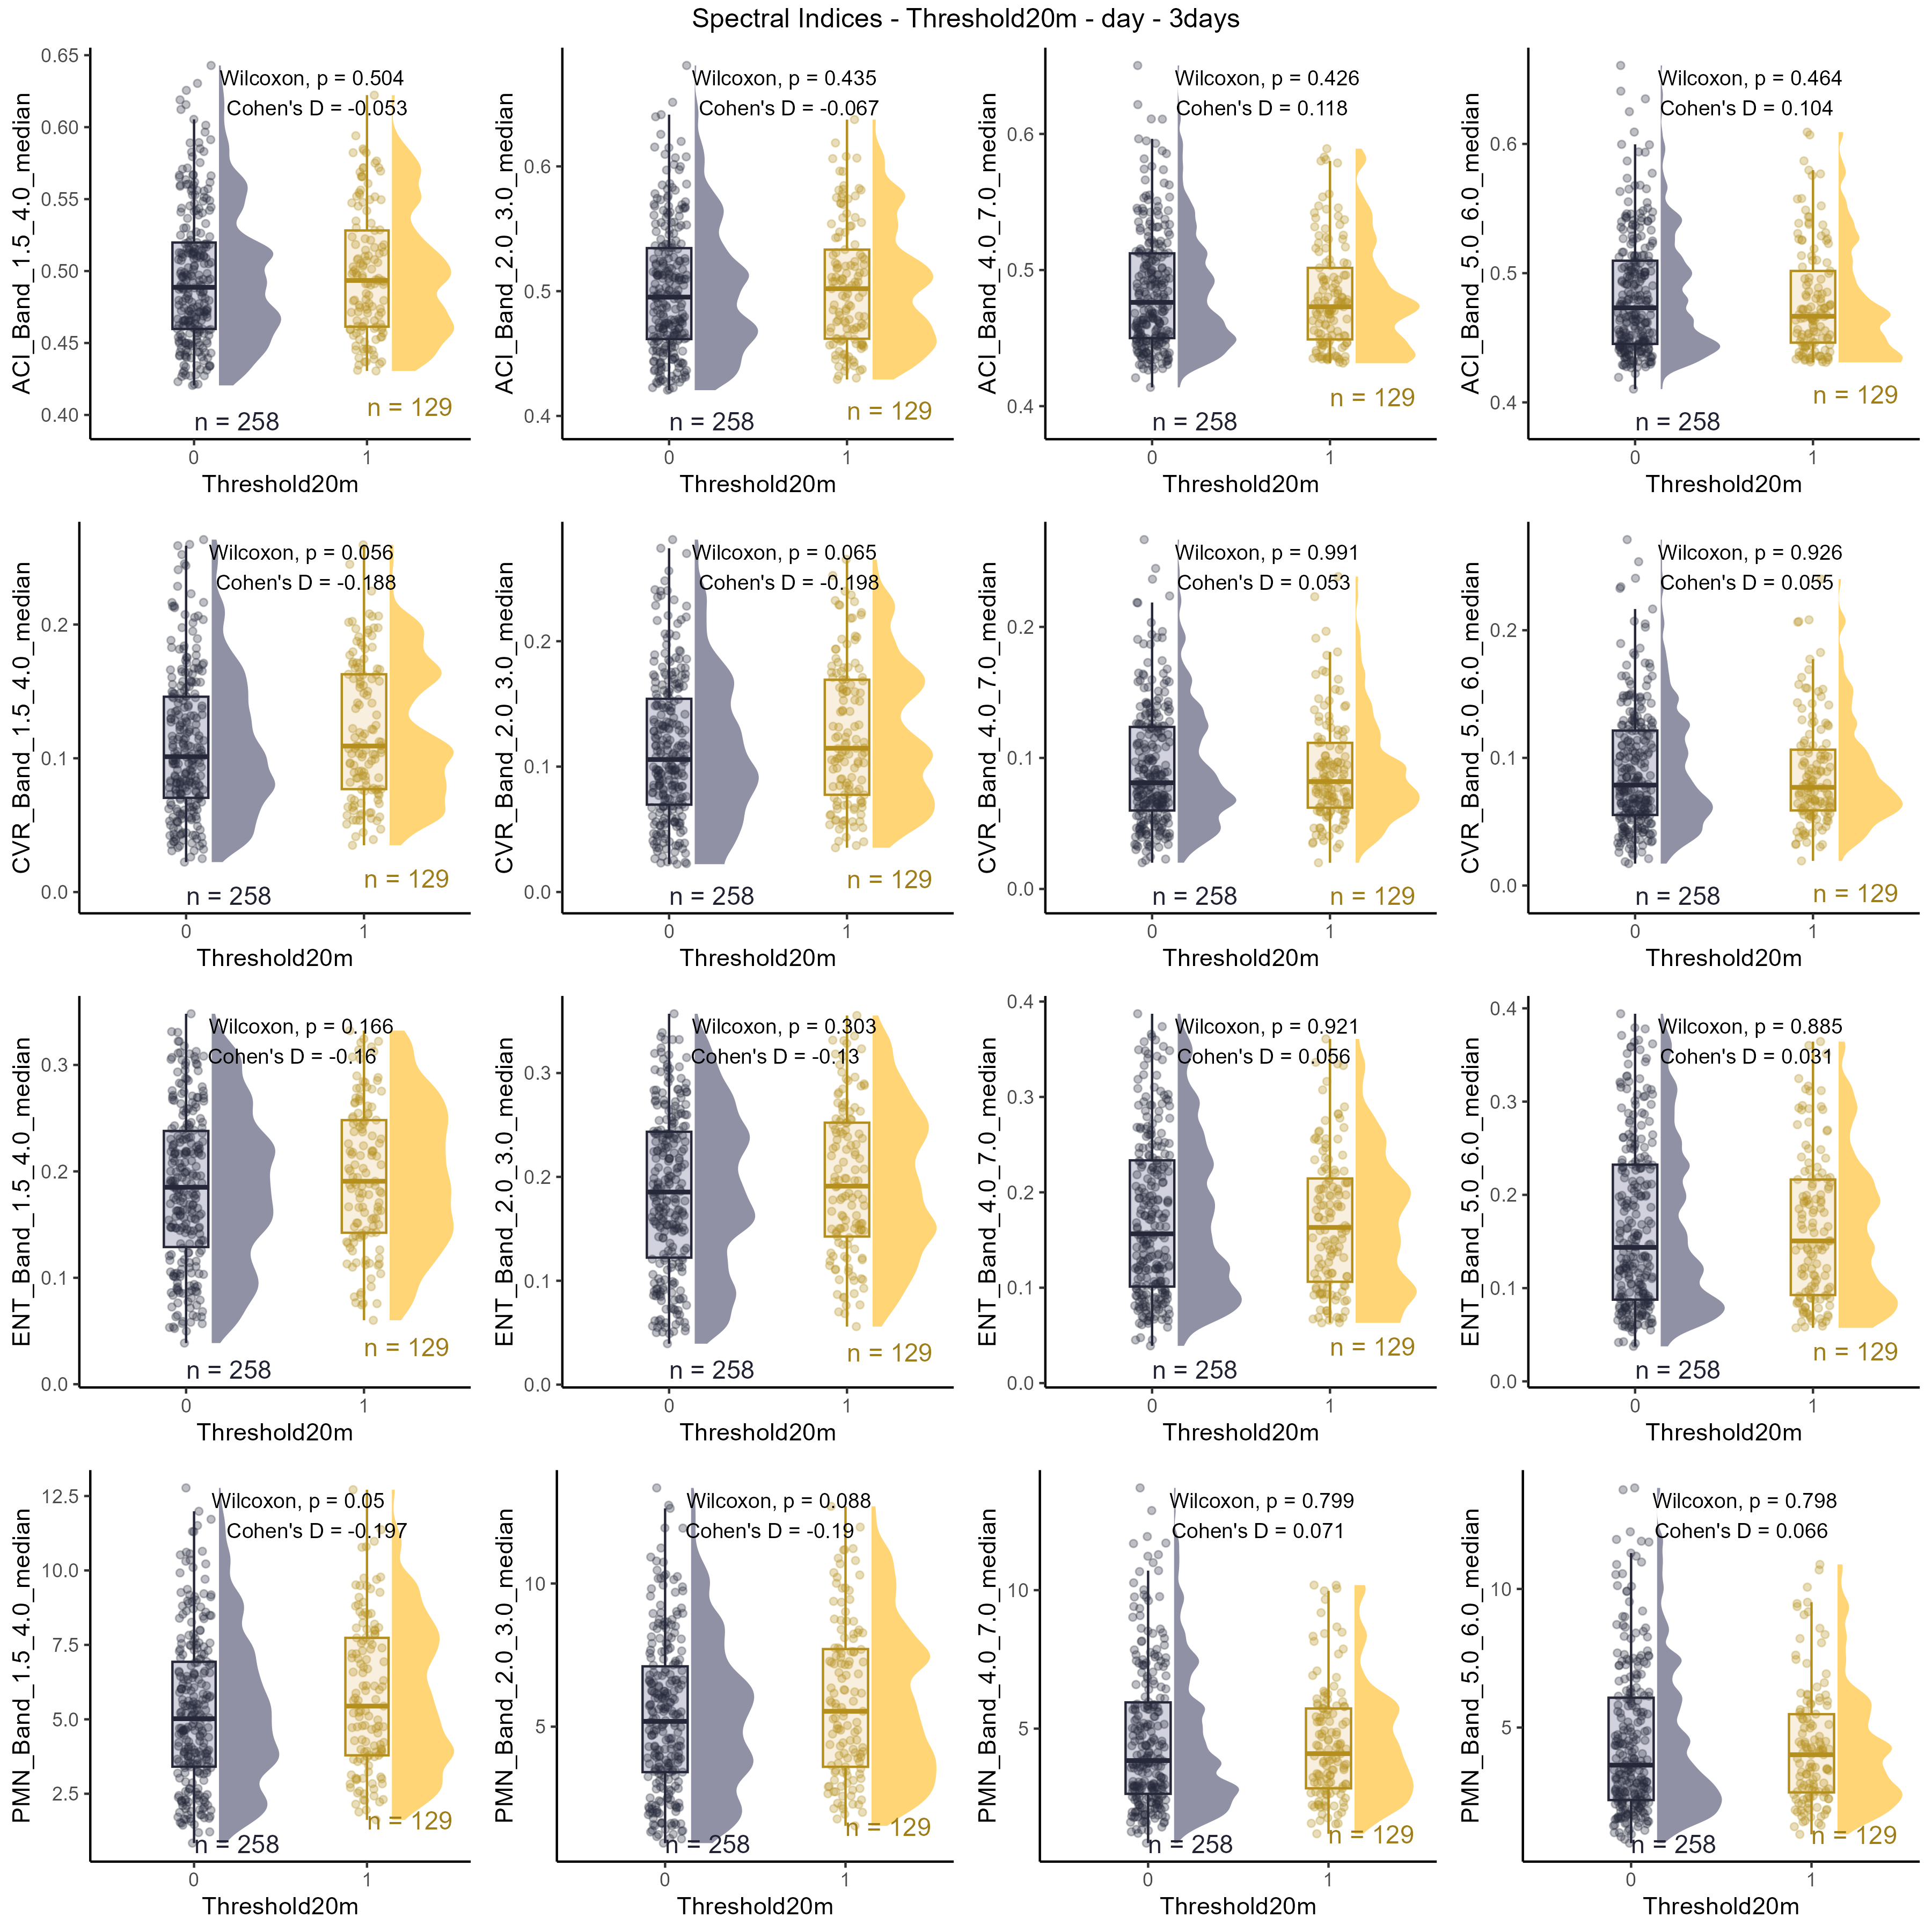 Spectral Indices - Threshold20m - day - 3days
ACI_Band_1.5_4.0_median
0.65
0.60
0.55
0.50
0.45
0.40
Wilcoxon, p = 0.504
Cohen's D = -0.053
n = 258
n = 129
0
1
Threshold20m
ACI_Band_2.0_3.0_median
0.6
0.5
0.4
Wilcoxon, p = 0.435
Cohen's D = -0.067
n = 258
n = 129
0
1
Threshold20m
ACI_Band_4.0_7.0_median
0.6
0.5
0.4
Wilcoxon, p = 0.426
Cohen's D = 0.118
n = 258
n = 129
0
1
Threshold20m
ACI_Band_5.0_6.0_median
0.6
0.5
0.4
Wilcoxon, p = 0.464
Cohen's D = 0.104
n = 258
n = 129
0
1
Threshold20m
CVR_Band_1.5_4.0_median
0.2
0.1
0.0
Wilcoxon, p = 0.056
Cohen's D = -0.188
n = 258
n = 129
0
1
Threshold20m
CVR_Band_2.0_3.0_median
0.2
0.1
0.0
Wilcoxon, p = 0.065
Cohen's D = -0.198
n = 258
n = 129
0
1
Threshold20m
CVR_Band_4.0_7.0_median
0.2
0.1
0.0
Wilcoxon, p = 0.991
Cohen's D = 0.053
n = 258
n = 129
0
1
Threshold20m
CVR_Band_5.0_6.0_median
0.2
0.1
0.0
Wilcoxon, p = 0.926
Cohen's D = 0.055
n = 258
n = 129
0
1
Threshold20m
ENT_Band_1.5_4.0_median
0.3
0.2
0.1
0.0
Wilcoxon, p = 0.166
Cohen's D = -0.16
n = 258
n = 129
0
1
Threshold20m
ENT_Band_2.0_3.0_median
0.3
0.2
0.1
0.0
Wilcoxon, p = 0.303
Cohen's D = -0.13
n = 258
n = 129
0
1
Threshold20m
ENT_Band_4.0_7.0_median
0.4
0.3
0.2
0.1
0.0
Wilcoxon, p = 0.921
Cohen's D = 0.056
n = 258
n = 129
0
1
Threshold20m
ENT_Band_5.0_6.0_median
0.4
0.3
0.2
0.1
0.0
Wilcoxon, p = 0.885
Cohen's D = 0.031
n = 258
n = 129
0
1
Threshold20m
PMN_Band_1.5_4.0_median
12.5
10.0
7.5
5.0
2.5
Wilcoxon, p = 0.05
Cohen's D = -0.197
n = 258
n = 129
0
1
Threshold20m
PMN_Band_2.0_3.0_median
10
5
Wilcoxon, p = 0.088
Cohen's D = -0.19
n = 258
n = 129
0
1
Threshold20m
PMN_Band_4.0_7.0_median
10
5
Wilcoxon, p = 0.799
Cohen's D = 0.071
n = 258
n = 129
0
1
Threshold20m
PMN_Band_5.0_6.0_median
10
5
Wilcoxon, p = 0.798
Cohen's D = 0.066
n = 258
n = 129
0
1
Threshold20m